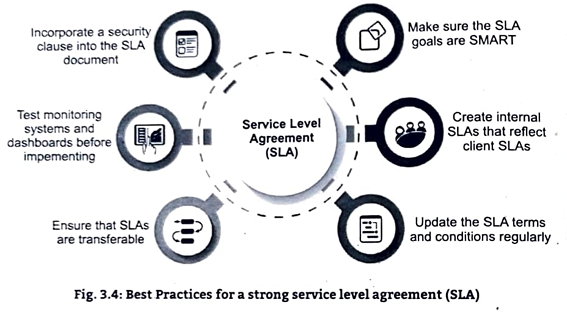 Incorporate a security
clause into the SLA
document
Make sure the SLA
goals are SMART
Test monitoring
systems and
dashboards before
impementing
Service Level
Agreement
(SLA)
Create internal
SLAs that reflect
client SLAs
Ensure that SLAs
are transferable
Update the SLA terms
and conditions regularly
Fig. 3.4: Best Practices for a strong service level agreement (SLA)